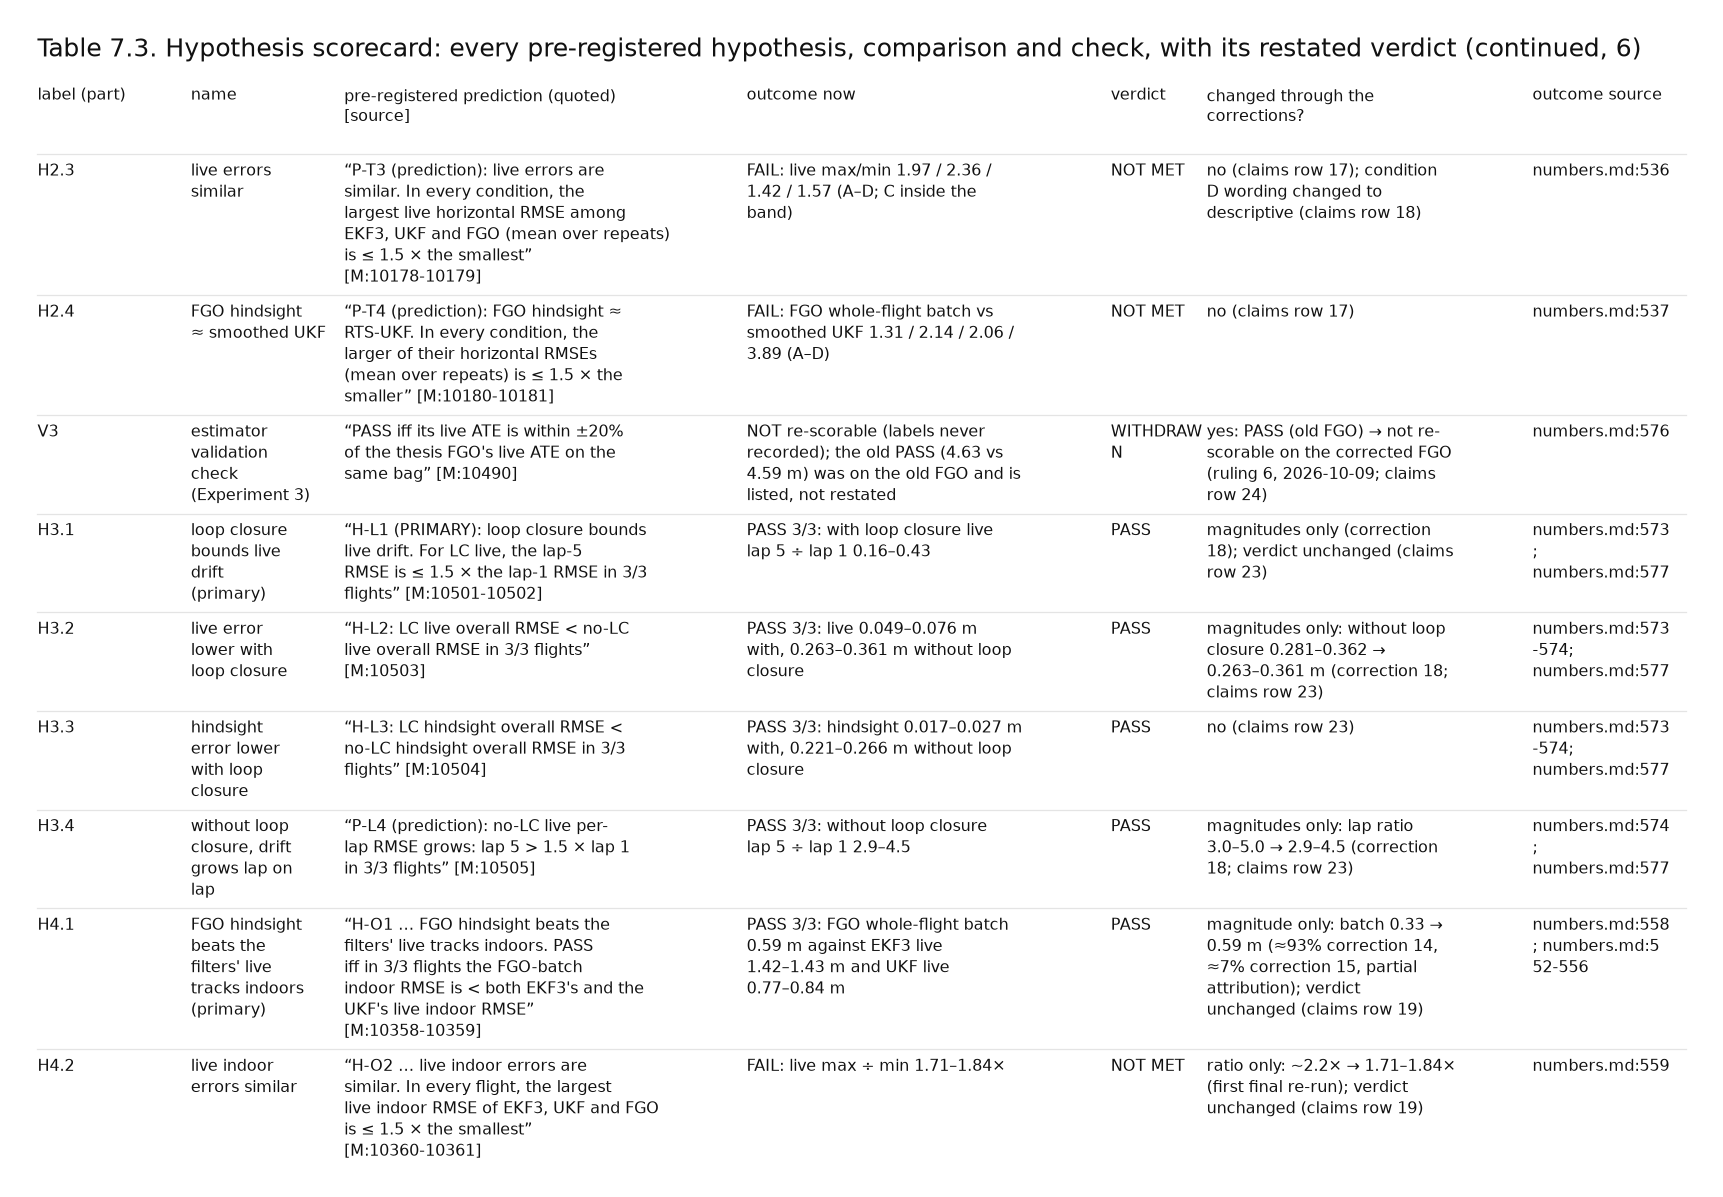 Table 7.3. Hypothesis scorecard: every pre-registered hypothesis, comparison and check, with its restated verdict (continued, 6)
label (part)
name
pre-registered prediction (quoted)
[source]
outcome now
verdict
changed through the
corrections?
outcome source
H2.3
live errors
similar
“P-T3 (prediction): live errors are
similar. In every condition, the
largest live horizontal RMSE among
EKF3, UKF and FGO (mean over repeats)
is ≤ 1.5 × the smallest”
[M:10178-10179]
FAIL: live max/min 1.97 / 2.36 /
1.42 / 1.57 (A–D; C inside the
band)
NOT MET
no (claims row 17); condition
D wording changed to
descriptive (claims row 18)
numbers.md:536
H2.4
FGO hindsight
≈ smoothed UKF
“P-T4 (prediction): FGO hindsight ≈
RTS-UKF. In every condition, the
larger of their horizontal RMSEs
(mean over repeats) is ≤ 1.5 × the
smaller” [M:10180-10181]
FAIL: FGO whole-flight batch vs
smoothed UKF 1.31 / 2.14 / 2.06 /
3.89 (A–D)
NOT MET
no (claims row 17)
numbers.md:537
V3
estimator
validation
check
(Experiment 3)
“PASS iff its live ATE is within ±20%
of the thesis FGO's live ATE on the
same bag” [M:10490]
NOT re-scorable (labels never
recorded); the old PASS (4.63 vs
4.59 m) was on the old FGO and is
listed, not restated
WITHDRAW
N
yes: PASS (old FGO) → not re-
scorable on the corrected FGO
(ruling 6, 2026-10-09; claims
row 24)
numbers.md:576
H3.1
loop closure
bounds live
drift
(primary)
“H-L1 (PRIMARY): loop closure bounds
live drift. For LC live, the lap-5
RMSE is ≤ 1.5 × the lap-1 RMSE in 3/3
flights” [M:10501-10502]
PASS 3/3: with loop closure live
lap 5 ÷ lap 1 0.16–0.43
PASS
magnitudes only (correction
18); verdict unchanged (claims
row 23)
numbers.md:573
;
numbers.md:577
H3.2
live error
lower with
loop closure
“H-L2: LC live overall RMSE < no-LC
live overall RMSE in 3/3 flights”
[M:10503]
PASS 3/3: live 0.049–0.076 m
with, 0.263–0.361 m without loop
closure
PASS
magnitudes only: without loop
closure 0.281–0.362 →
0.263–0.361 m (correction 18;
claims row 23)
numbers.md:573
-574;
numbers.md:577
H3.3
hindsight
error lower
with loop
closure
“H-L3: LC hindsight overall RMSE <
no-LC hindsight overall RMSE in 3/3
flights” [M:10504]
PASS 3/3: hindsight 0.017–0.027 m
with, 0.221–0.266 m without loop
closure
PASS
no (claims row 23)
numbers.md:573
-574;
numbers.md:577
H3.4
without loop
closure, drift
grows lap on
lap
“P-L4 (prediction): no-LC live per-
lap RMSE grows: lap 5 > 1.5 × lap 1
in 3/3 flights” [M:10505]
PASS 3/3: without loop closure
lap 5 ÷ lap 1 2.9–4.5
PASS
magnitudes only: lap ratio
3.0–5.0 → 2.9–4.5 (correction
18; claims row 23)
numbers.md:574
;
numbers.md:577
H4.1
FGO hindsight
beats the
filters' live
tracks indoors
(primary)
“H-O1 … FGO hindsight beats the
filters' live tracks indoors. PASS
iff in 3/3 flights the FGO-batch
indoor RMSE is < both EKF3's and the
UKF's live indoor RMSE”
[M:10358-10359]
PASS 3/3: FGO whole-flight batch
0.59 m against EKF3 live
1.42–1.43 m and UKF live
0.77–0.84 m
PASS
magnitude only: batch 0.33 →
0.59 m (≈93% correction 14,
≈7% correction 15, partial
attribution); verdict
unchanged (claims row 19)
numbers.md:558
; numbers.md:5
52-556
H4.2
live indoor
errors similar
“H-O2 … live indoor errors are
similar. In every flight, the largest
live indoor RMSE of EKF3, UKF and FGO
is ≤ 1.5 × the smallest”
[M:10360-10361]
FAIL: live max ÷ min 1.71–1.84×
NOT MET
ratio only: ~2.2× → 1.71–1.84×
(first final re-run); verdict
unchanged (claims row 19)
numbers.md:559